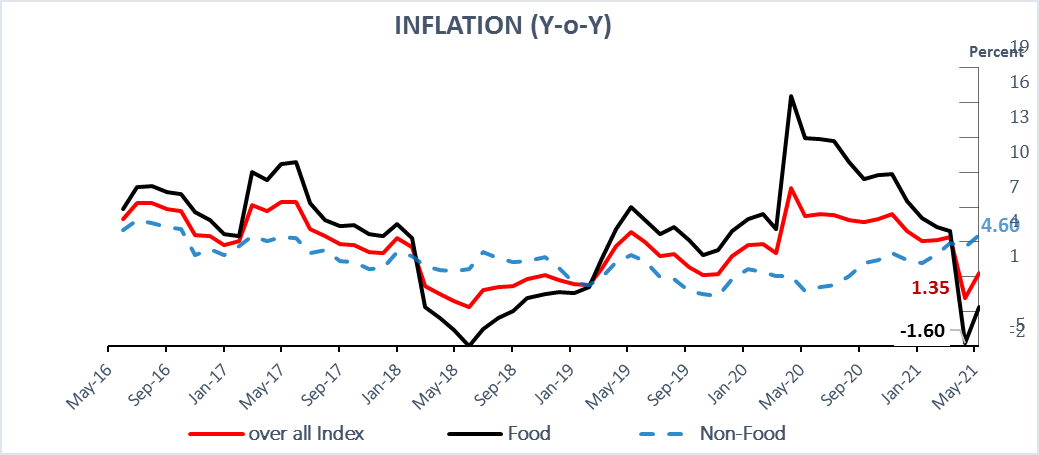 INFLATION (Y-o-Y)
Percent
19
16
13
10
7
4
4.60
1
1.35
-5
-1.60
-2
May-16
Sep-16
Jan-17
May-17
Sep-17
Jan-18
May-18
Sep-18
Jan-19
May-19
Sep-19
Jan-20
May-20
Sep-20
Jan-21
May-21
over all Index
Food
Non-Food